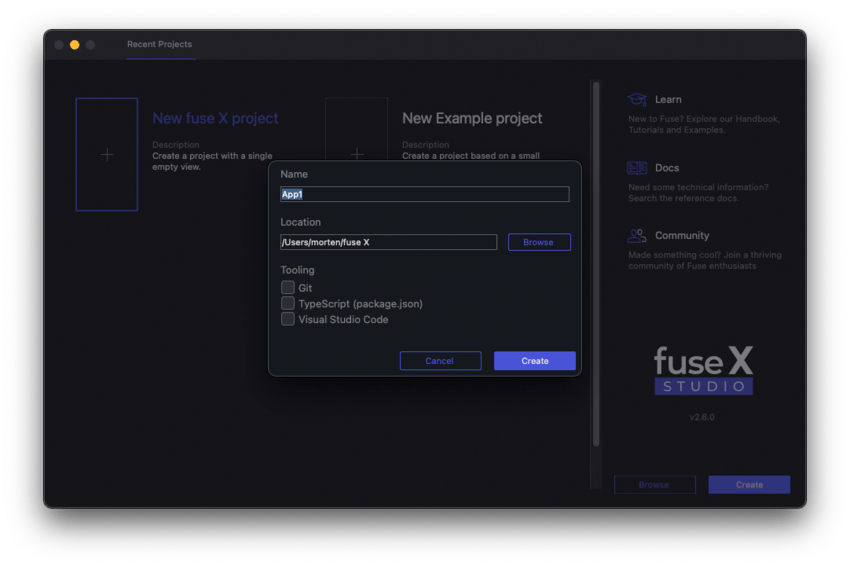 Recent Projects
New fuse X project
Description
Create a project with a single
empty view.
New Example project
Description
Create a project based on a small
Name
App1
Location
/Users/morten/fuse X
Browse
Tooling
Git
TypeScript (package.json)
Visual Studio Code
Cancel
Create
Learn
New to Fuse? Explore our Handbook,
Tutorials and Examples.
Docs
Need some technical information?
Search the reference docs.
Community
Made something cool? Join a thriving
community of Fuse enthusiasts
fuse X
STUDIO
v2.6.0
Browse
Create